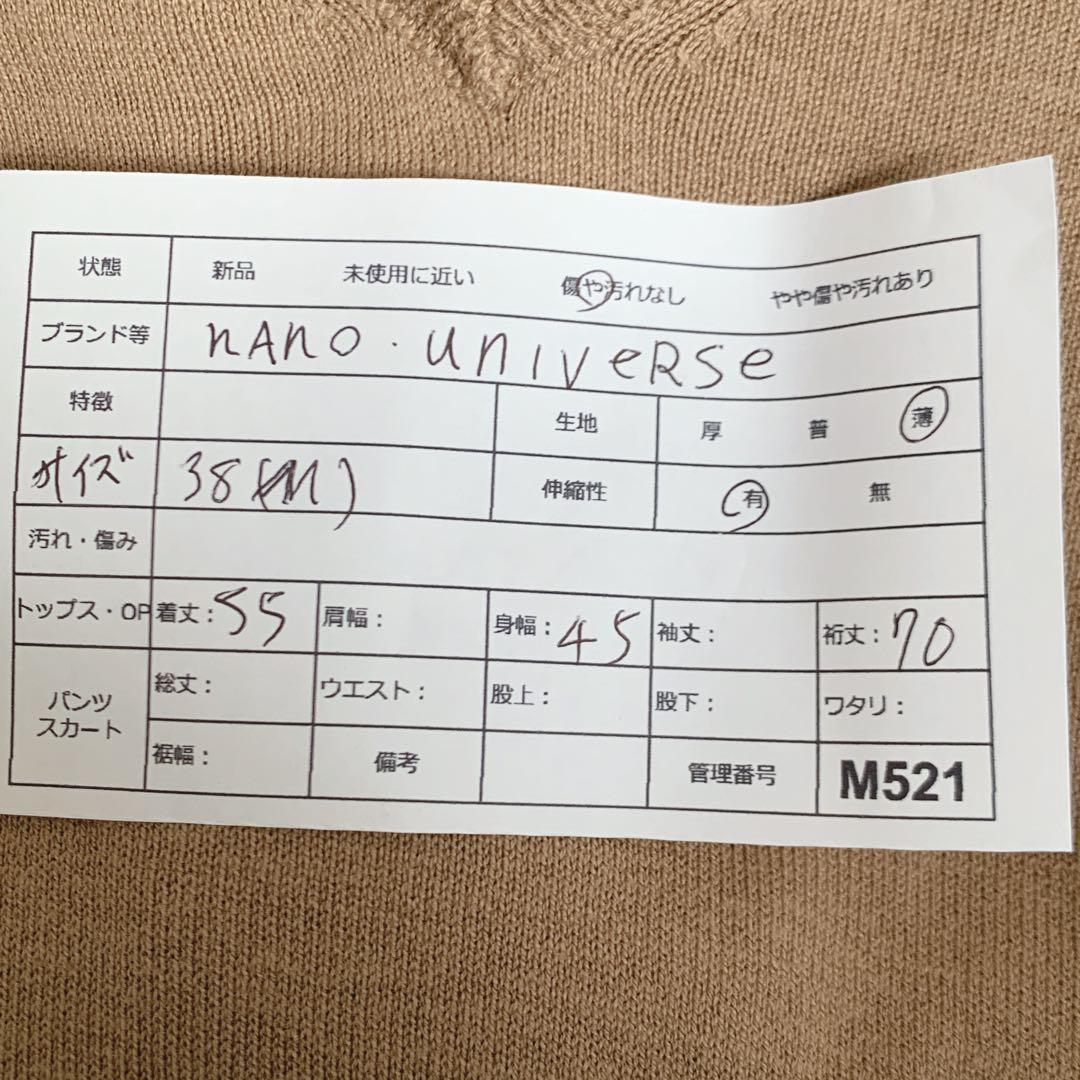 状態 新品 未使用に近い 傷や汚れなし やや傷や汚れあり
ブランド等 nAno・universe
特徴 生地 厚 普 薄
サイズ 38(M) 伸縮性 有 無
汚れ・傷み
トップス・OP 着丈：55 肩幅： 身幅：45 袖丈： 裄丈：70
パンツ スカート 総丈： ウエスト： 股上： 股下： ワタリ：
裾幅： 備考 管理番号 M521